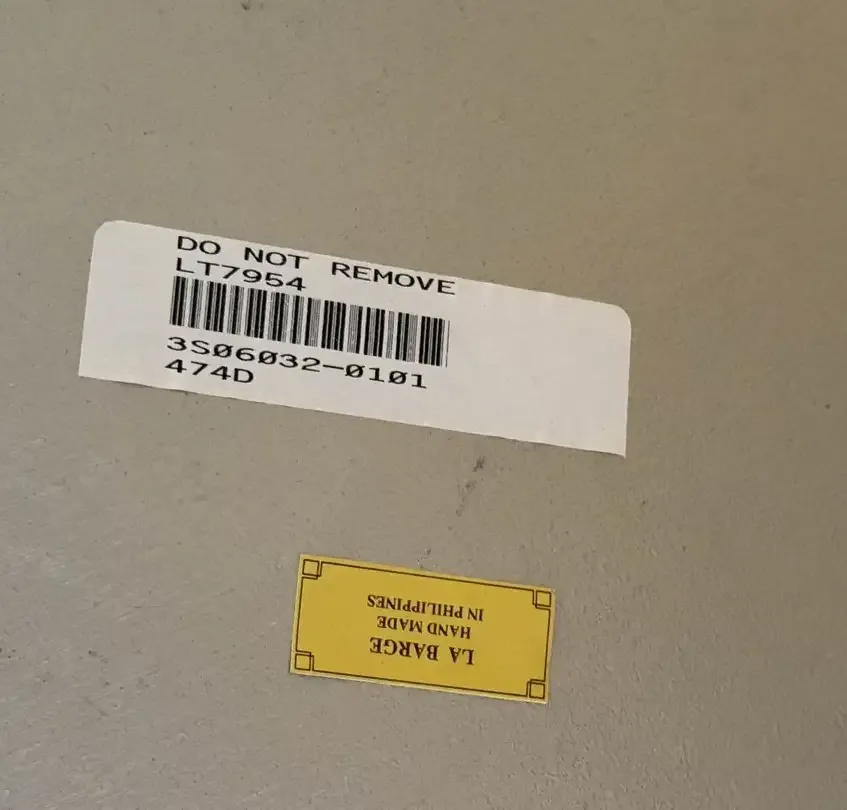 DO NOT REMOVE
LT7954
3S06032-0101
474D
LA BARGE
HAND MADE
IN PHILIPPINES